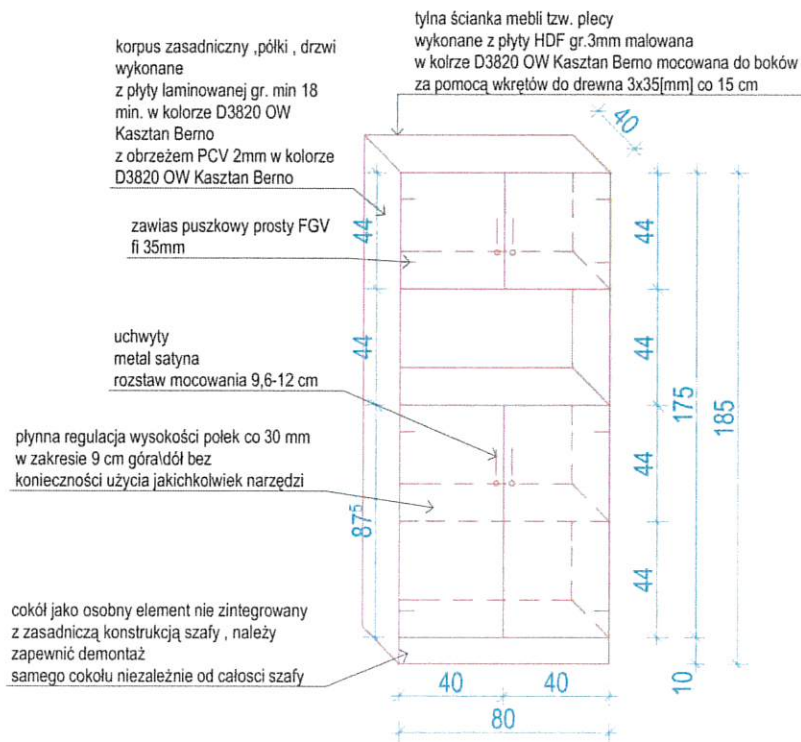 tylna ścianka mebli tzw. plecy
wykonane z płyty HDF gr.3mm malowana
w kolrze D3820 OW Kasztan Berno mocowana do boków
za pomocą wkrętów do drewna 3x35[mm] co 15 cm
korpus zasadniczy ,półki , drzwi
wykonane
z płyty laminowanej gr. min 18
min. w kolorze D3820 OW
Kasztan Berno
z obrzeżem PCV 2mm w kolorze
D3820 OW Kasztan Berno
zawias puszkowy prosty FGV
fi 35mm
uchwyty
metal satyna
rozstaw mocowania 9,6-12 cm
płynna regulacja wysokości połek co 30 mm
w zakresie 9 cm góra\dół bez
konieczności użycia jakichkolwiek narzędzi
cokół jako osobny element nie zintegrowany
z zasadniczą konstrukcją szafy , należy
zapewnić demontaż
samego cokołu niezależnie od całosci szafy
40
44
44
87⁵
44
44
44
44
175
185
10
40
40
80